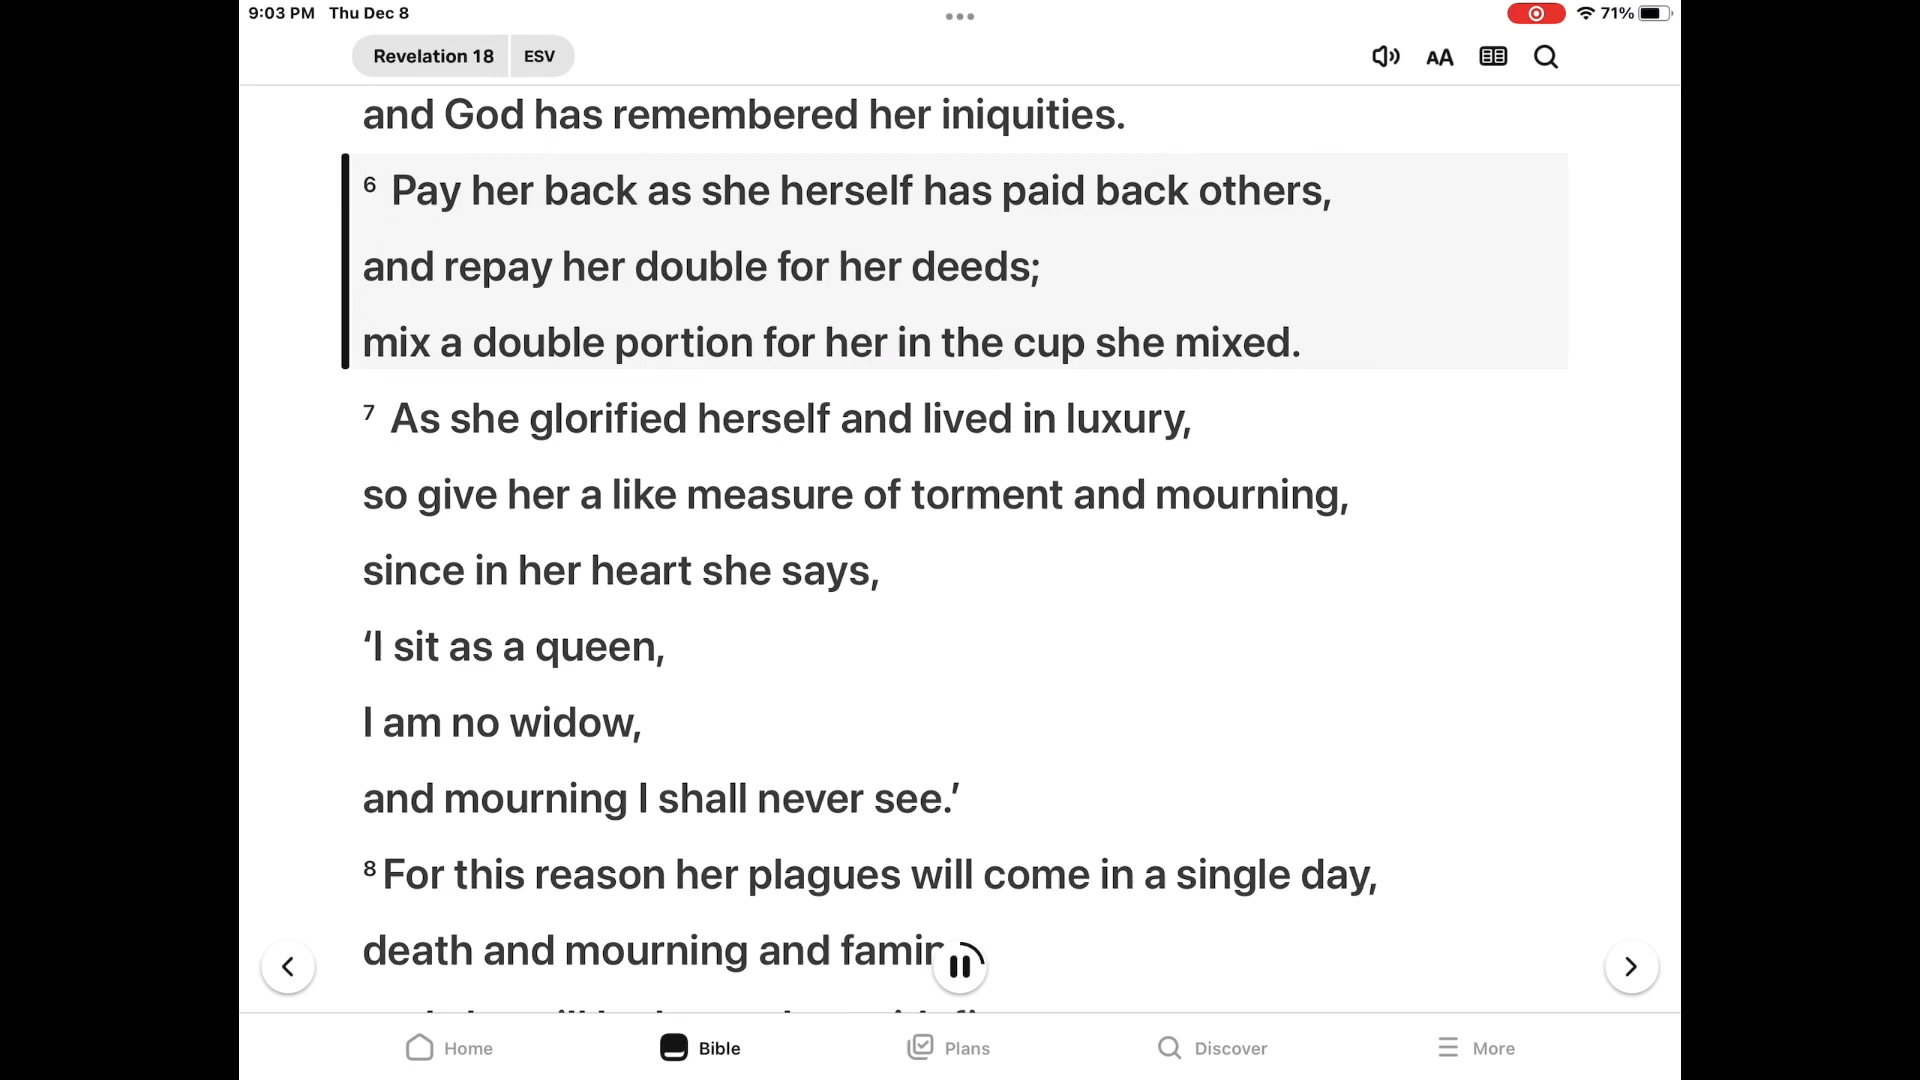 9:03 PM Thu Dec 8
71%
Revelation 18 ESV
AA
and God has remembered her iniquities.
6 Pay her back as she herself has paid back others,
and repay her double for her deeds;
mix a double portion for her in the cup she mixed.
7 As she glorified herself and lived in luxury,
so give her a like measure of torment and mourning,
since in her heart she says,
‘I sit as a queen,
I am no widow,
and mourning I shall never see.’
8 For this reason her plagues will come in a single day,
death and mourning and
Home Bible Plans Discover More